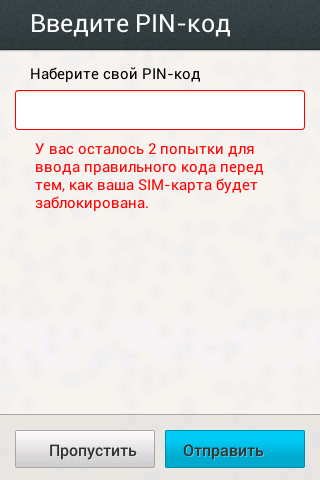 Введите PIN-код
Наберите свой PIN-код
У вас осталось 2 попытки для
ввода правильного кода перед
тем, как ваша SIM-карта будет
заблокирована.
Пропустить
Отправить